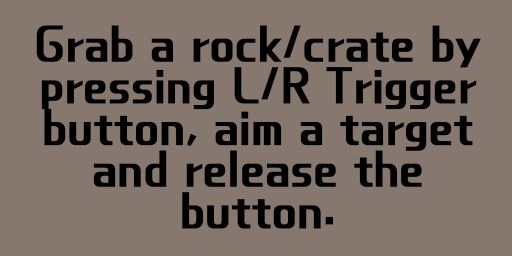 Grab a rock/crate by
pressing L/R Trigger
button, aim a target
and release the
button.